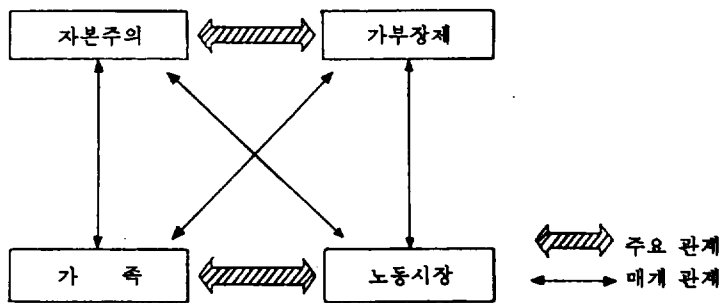 자본주의 가부장제
가 족 노동시장
주요 관계
매개 관계